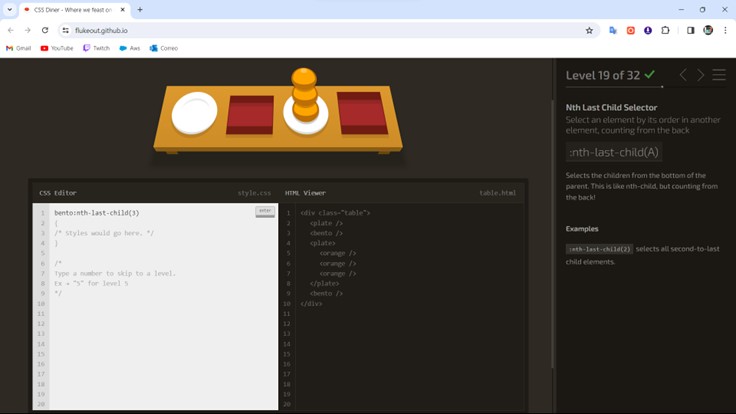 CSS Diner - Where we feast on
flukeout.github.io
Gmail
YouTube
Twitch
Aws
Correo
Level 19 of 32
Nth Last Child Selector
Select an element by its order in another
element, counting from the back
:nth-last-child(A)
Selects the children from the bottom of the
parent. This is like nth-child, but counting
from the back!
Examples
:nth-last-child(2) selects all second-to-last
child elements.
CSS Editor
style.css
1 bento:nth-last-child(3)
2 {
3 /* Styles would go here. */
4 }
5
6 /*
7 Type a number to skip to a level.
8 Ex → "5" for level 5
9 */
10
11
12
13
14
15
16
17
18
19
20
enter
HTML Viewer
table.html
1 <div class="table">
2 <plate />
3 <bento />
4 <plate>
5 <orange />
6 <orange />
7 <orange />
8 </plate>
9 <bento />
10 </div>
11
12
13
14
15
16
17
18
19
20